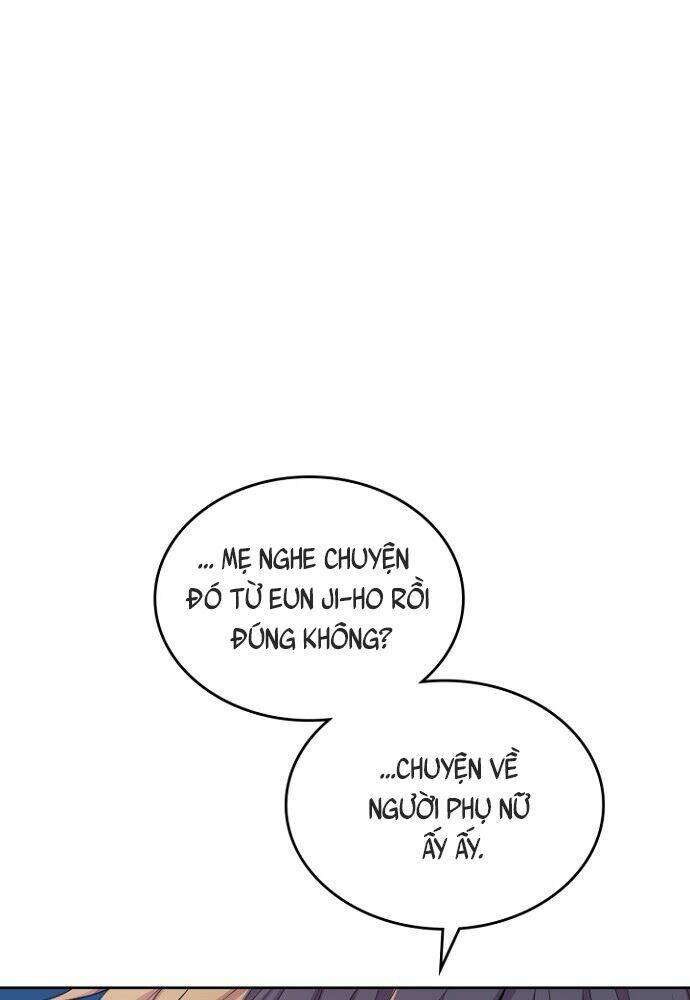 ... MẸ NGHE CHUYỆN
ĐÓ TỪ EUN JI-HO RỒI
ĐÚNG KHÔNG?
...CHUYỆN VỀ
NGƯỜI PHỤ NỮ
ẤY ẤY.